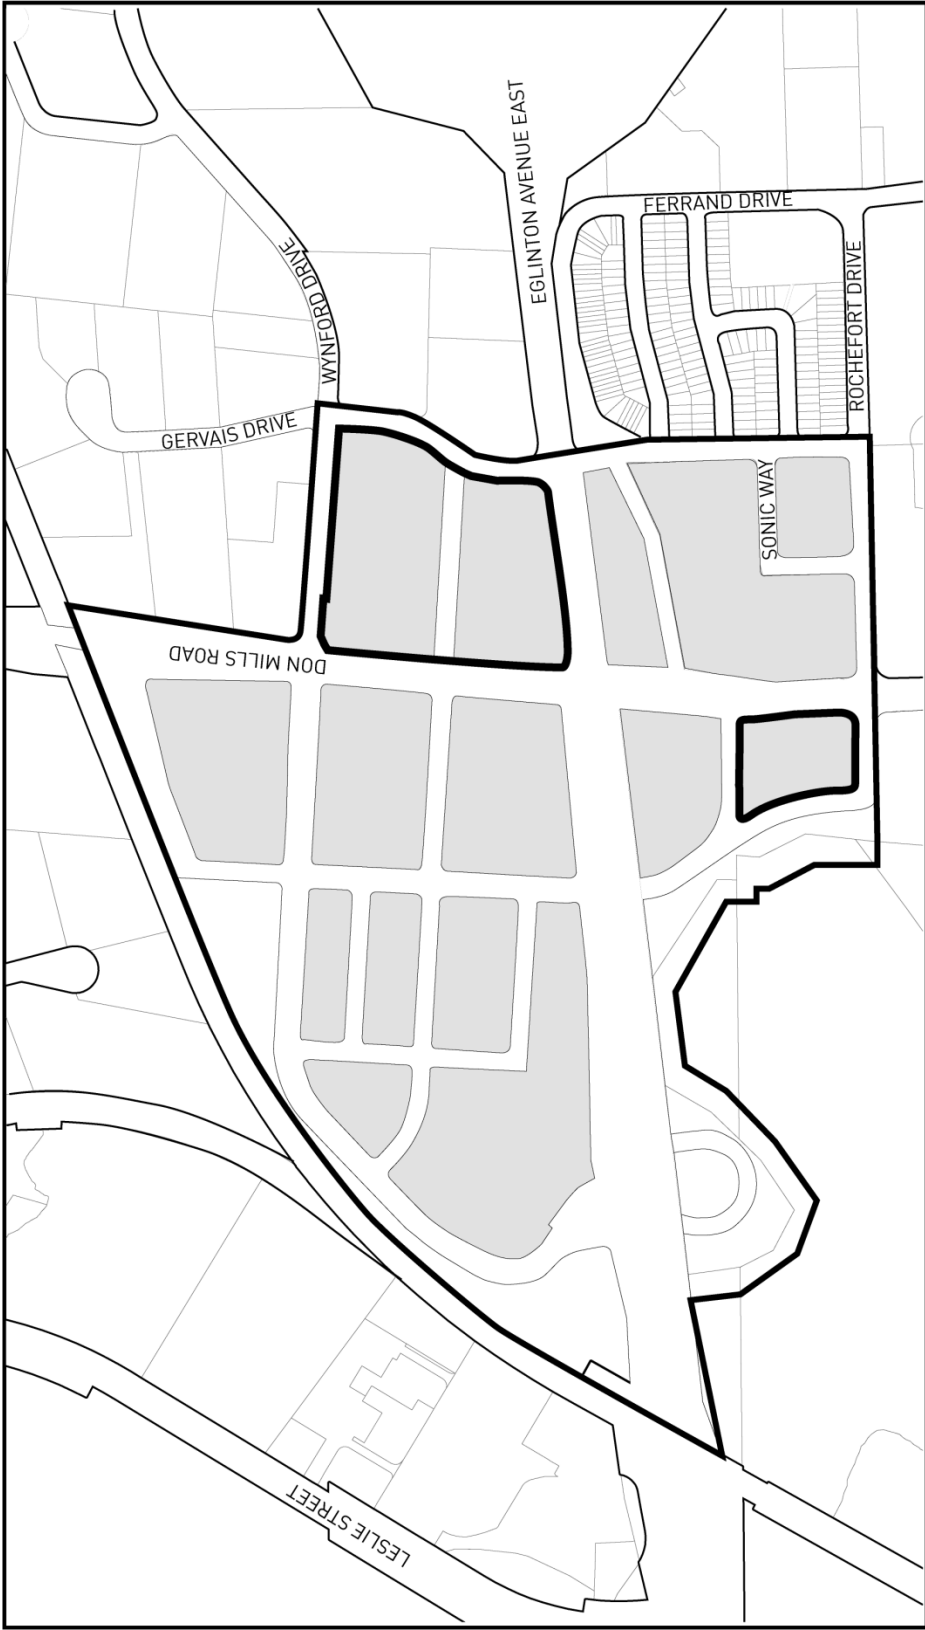 EGLINTON AVENUE EAST
FERRAND DRIVE
WYNFORD DRIVE
ROCHEFORT DRIVE
GERVAIS DRIVE
SONIC WAY
DON MILLS ROAD
LESLIE STREET